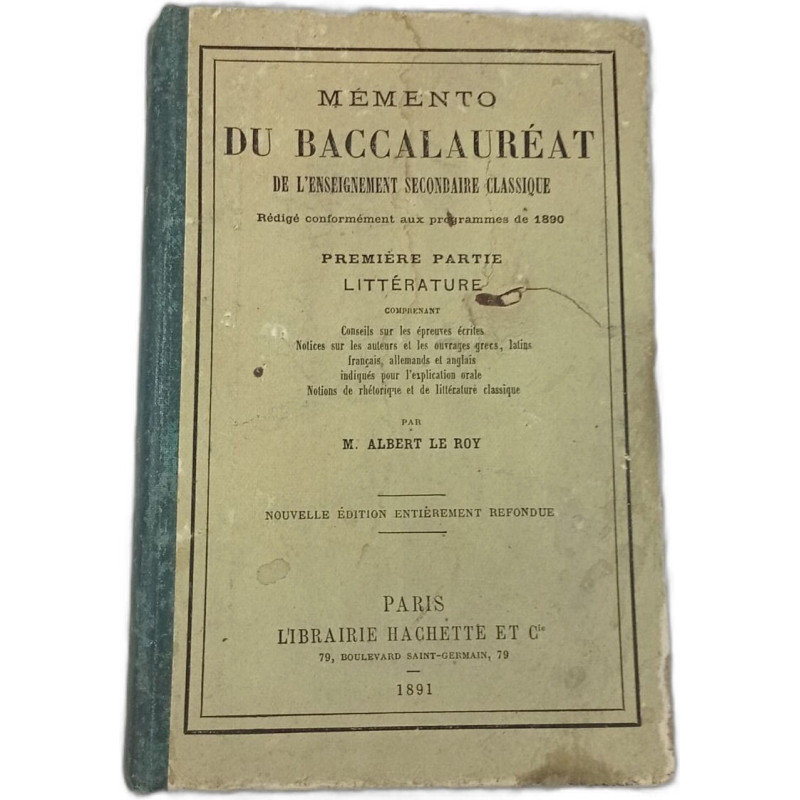 MÉMENTO
DU BACCALAURÉAT
DE L'ENSEIGNEMENT SECONDAIRE CLASSIQUE
Rédigé conformément aux programmes de 1890
PREMIÈRE PARTIE
LITTÉRATURE
COMPRENANT
Conseils sur les épreuves écrites
Notices sur les auteurs et les ouvrages grecs, latins
français, allemands et anglais
indiqués pour l'explication orale
Notions de rhétorique et de littérature classique
PAR
M. ALBERT LE ROY
NOUVELLE ÉDITION ENTIÈREMENT REFONDUE
PARIS
LIBRAIRIE HACHETTE ET Cie
79, BOULEVARD SAINT-GERMAIN, 79
1891